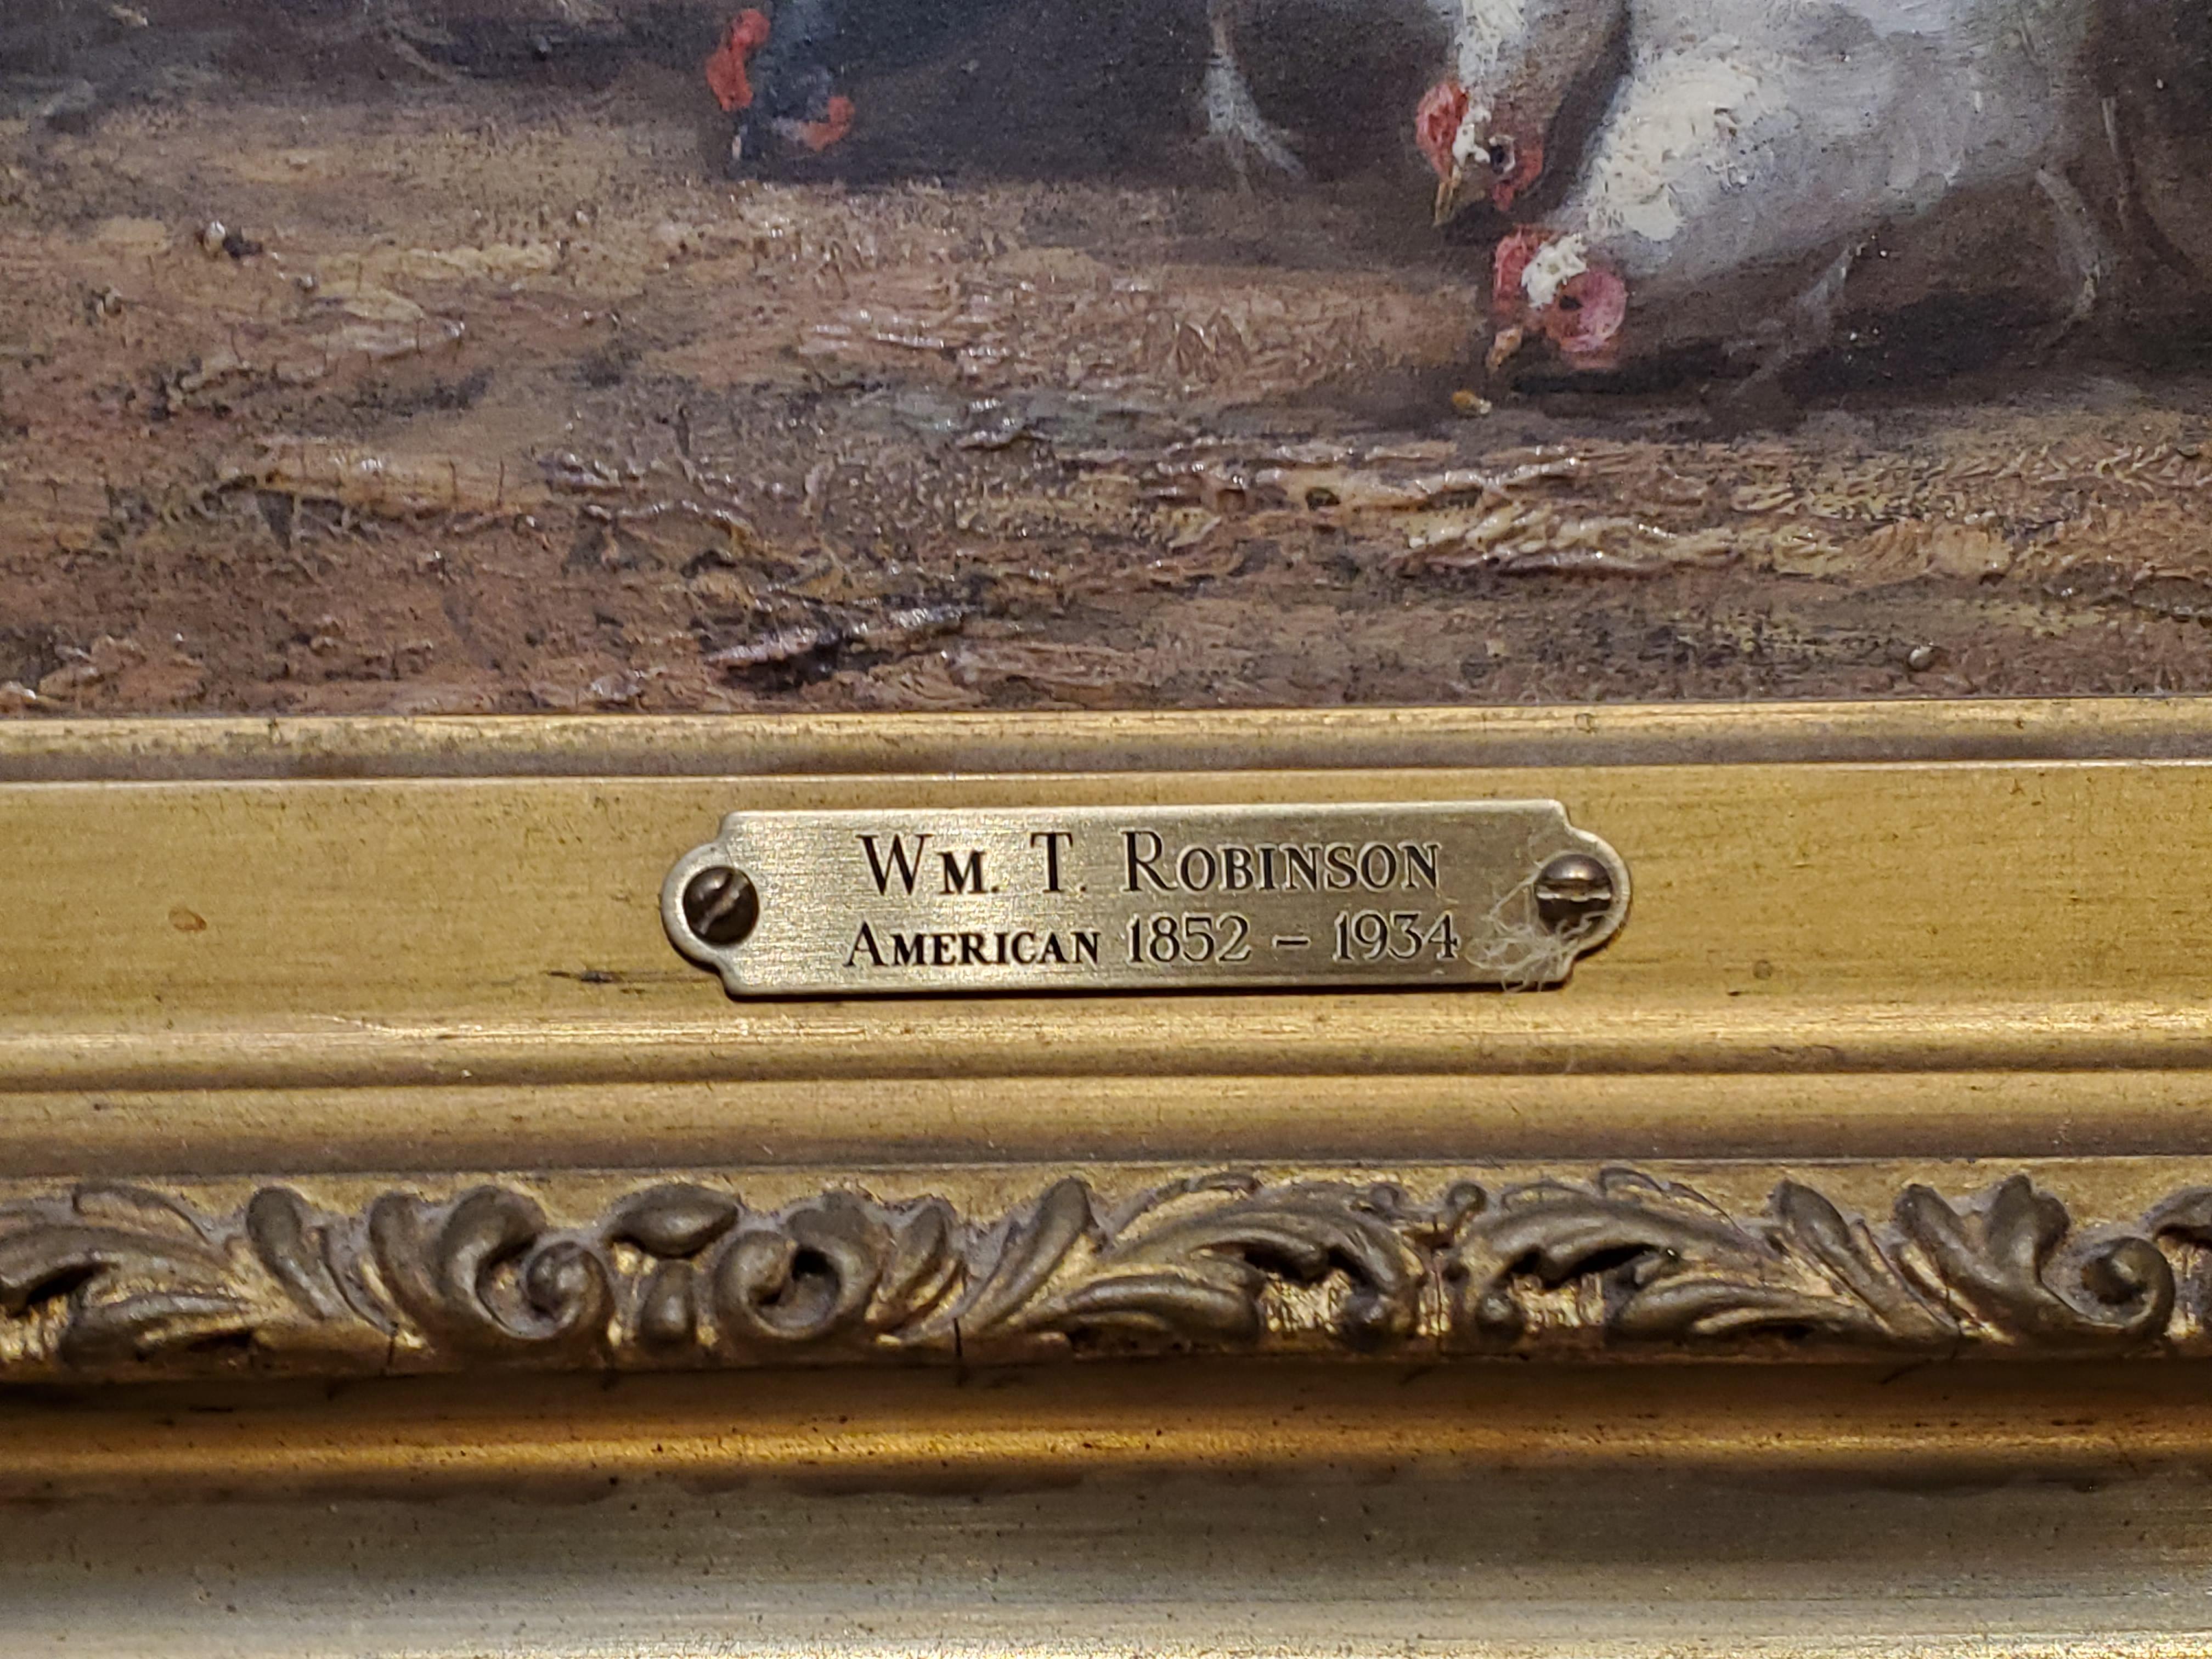 Wm. T. Robinson
American 1852 – 1934